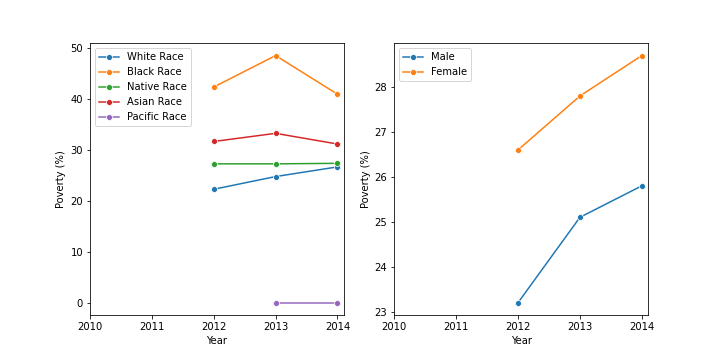 White Race
Black Race
Native Race
Asian Race
Pacific Race
50
40
30
20
10
0
Poverty (%)
2010 2011 2012 2013 2014
Year
Male
Female
28
27
26
25
24
23
Poverty (%)
2010 2011 2012 2013 2014
Year